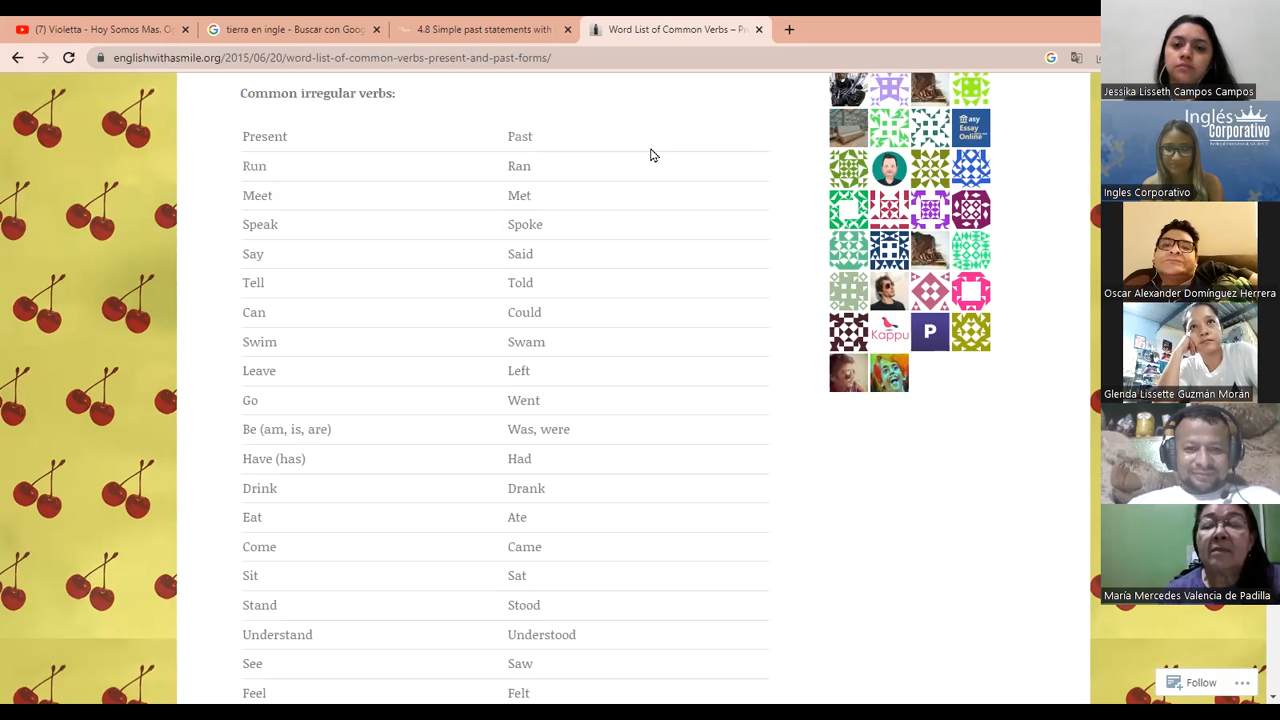 (7) Violetta - Hoy Somos Mas. O
tierra en ingle - Buscar con Goog
4.8 Simple past statements with
Word List of Common Verbs – Pr
englishwithasmile.org/2015/06/20/word-list-of-common-verbs-present-and-past-forms/
Common irregular verbs:
Present Past
Run Ran
Meet Met
Speak Spoke
Say Said
Tell Told
Can Could
Swim Swam
Leave Left
Go Went
Be (am, is, are) Was, were
Have (has) Had
Drink Drank
Eat Ate
Come Came
Sit Sat
Stand Stood
Understand Understood
See Saw
Feel Felt
asy
Essay
Online
Kappu
P
Follow
Jessika Lisseth Campos Campos
Inglés
Corporativo
Ingles Corporativo
Oscar Alexander Domínguez Herrera
Glenda Lissette Guzmán Morán
María Mercedes Valencia de Padilla